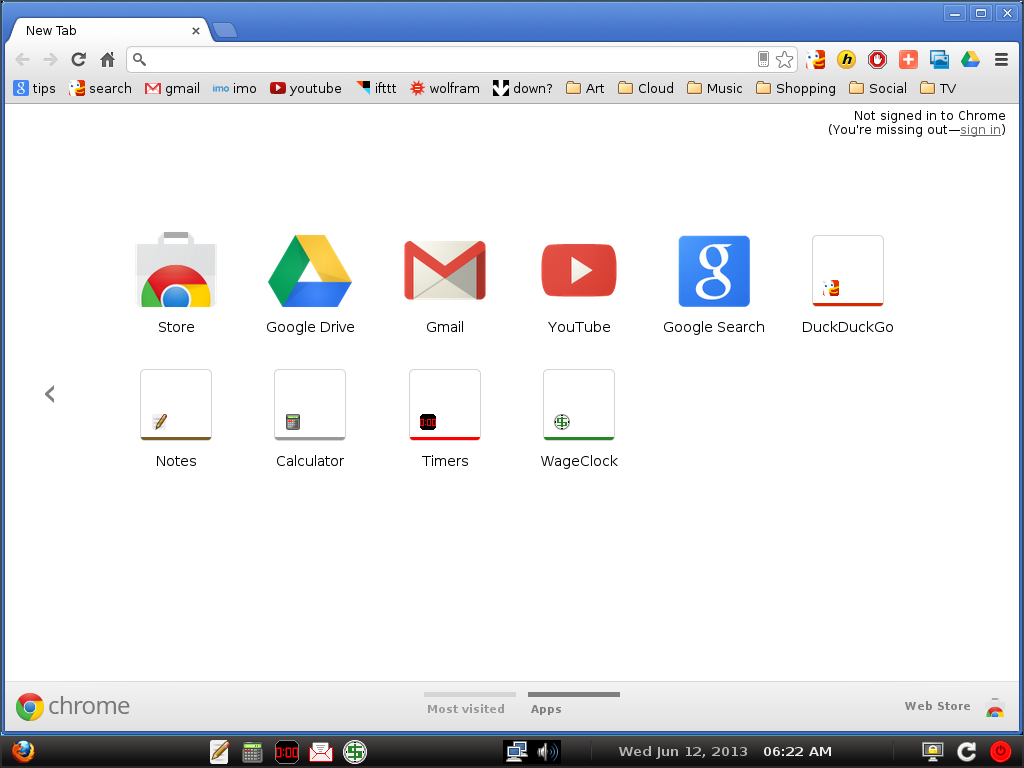 New Tab
tips search gmail imo imo youtube ifttt wolfram down? Art Cloud Music Shopping Social TV
Not signed in to Chrome
(You're missing out—sign in)
Store Google Drive Gmail YouTube Google Search DuckDuckGo
Notes Calculator Timers WageClock
chrome Most visited Apps Web Store
0:00 Wed Jun 12, 2013 06:22 AM